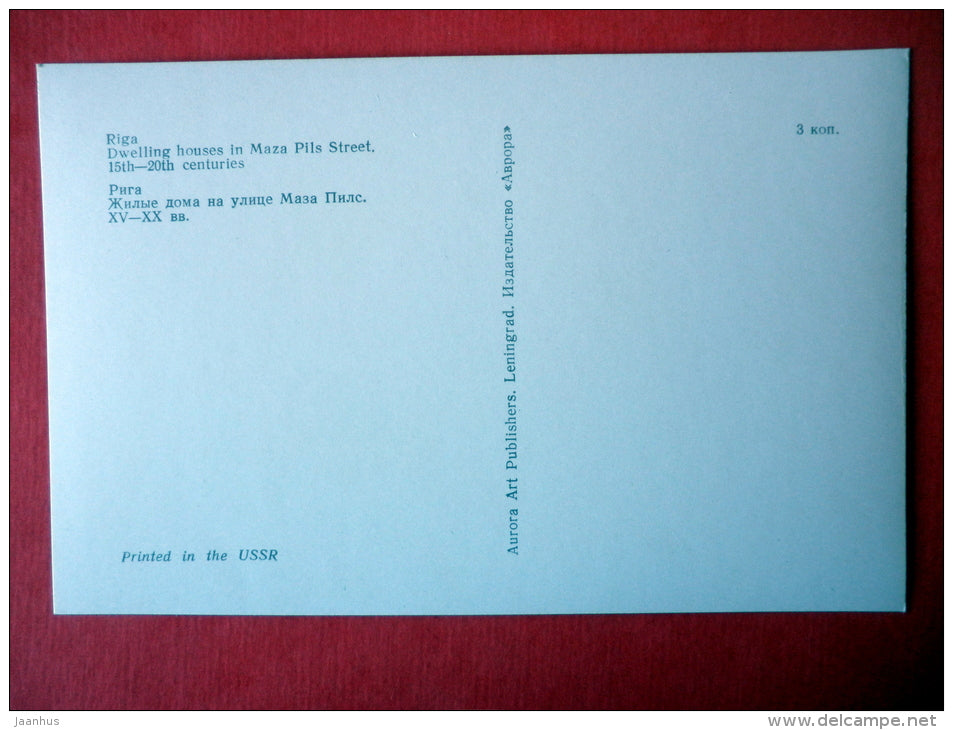 Riga
Dwelling houses in Maza Pils Street.
15th—20th centuries
Рига
Жилые дома на улице Маза Пилс.
XV—XX вв.
Printed in the USSR
Aurora Art Publishers. Leningrad. Издательство «Аврора»
3 коп.
jaanhus
www.delcampe.net